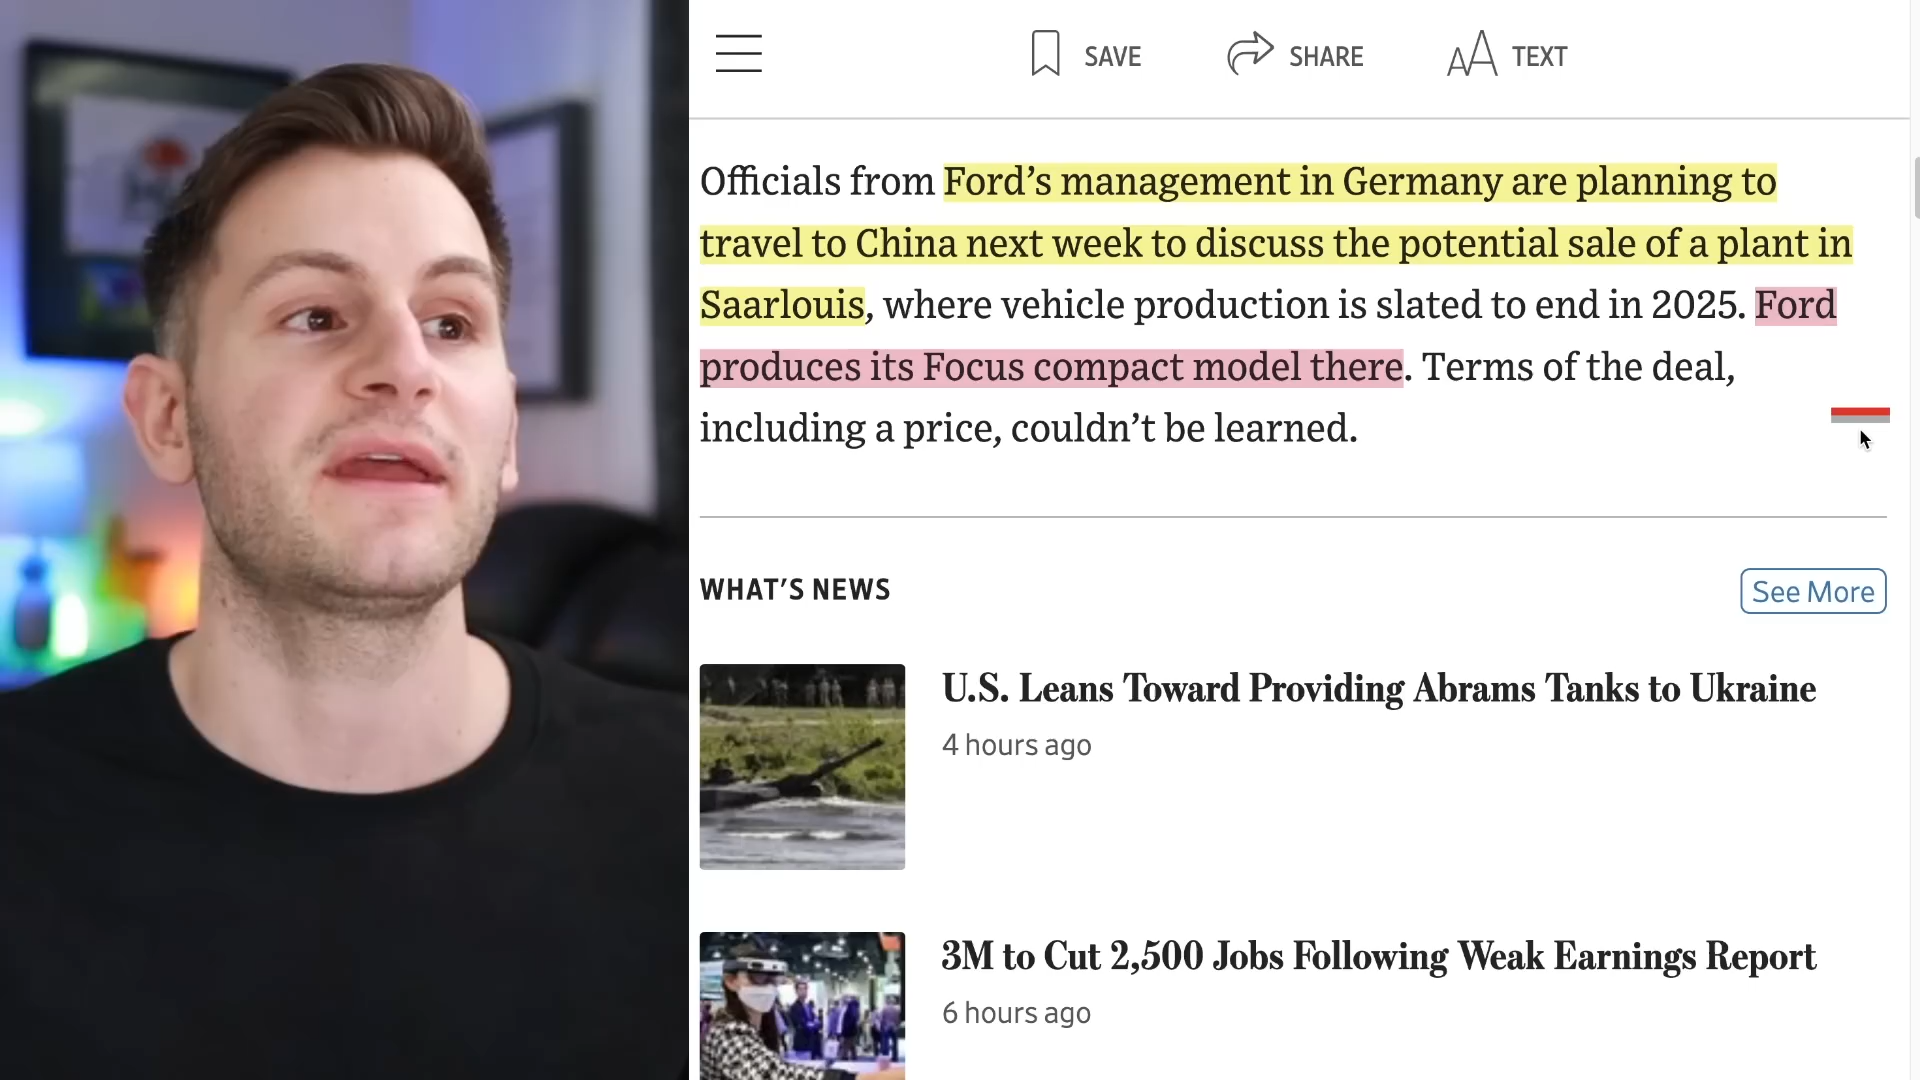 SAVE
SHARE
TEXT
Officials from Ford’s management in Germany are planning to
travel to China next week to discuss the potential sale of a plant in
Saarlouis, where vehicle production is slated to end in 2025. Ford
produces its Focus compact model there. Terms of the deal,
including a price, couldn’t be learned.
WHAT’S NEWS
See More
U.S. Leans Toward Providing Abrams Tanks to Ukraine
4 hours ago
3M to Cut 2,500 Jobs Following Weak Earnings Report
6 hours ago